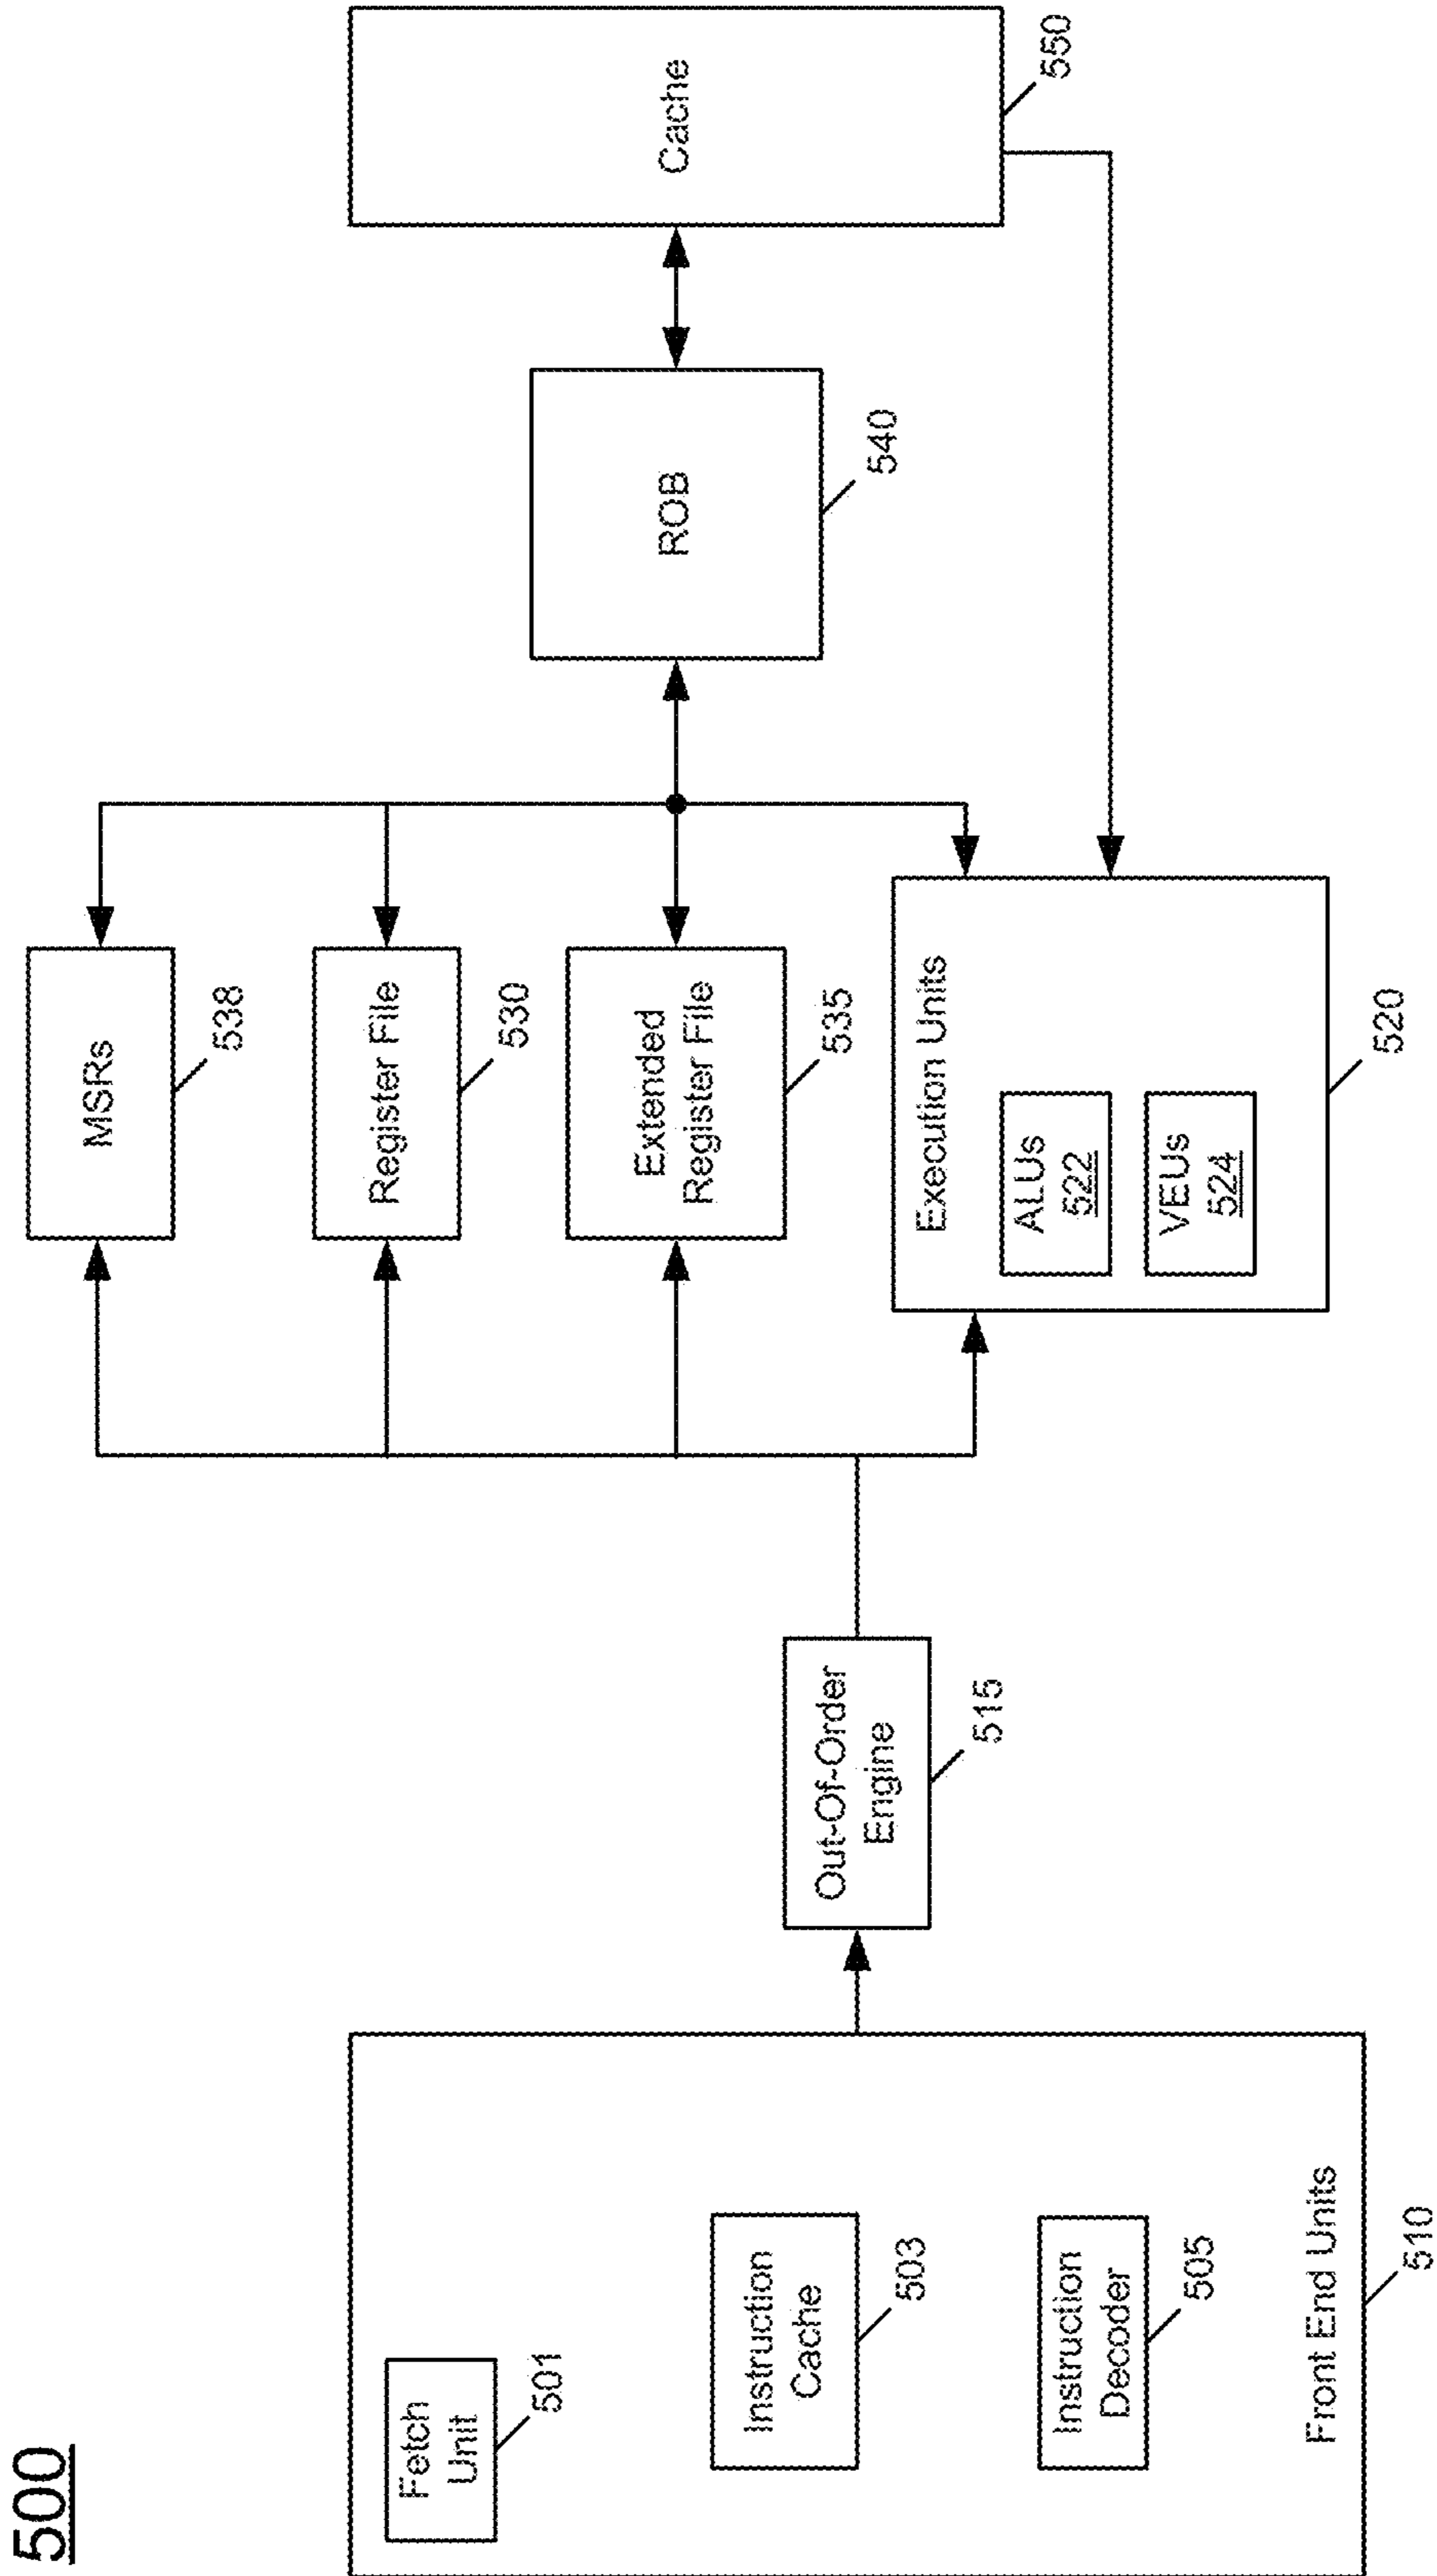 500
Fetch
Unit
501
Instruction
Cache
503
Instruction
Decoder
505
Front End Units
510
Out-Of-Order
Engine
515
MSRs
538
Register File
530
Extended
Register File
535
Execution Units
ALUs
522
VEUs
524
520
ROB
540
Cache
550